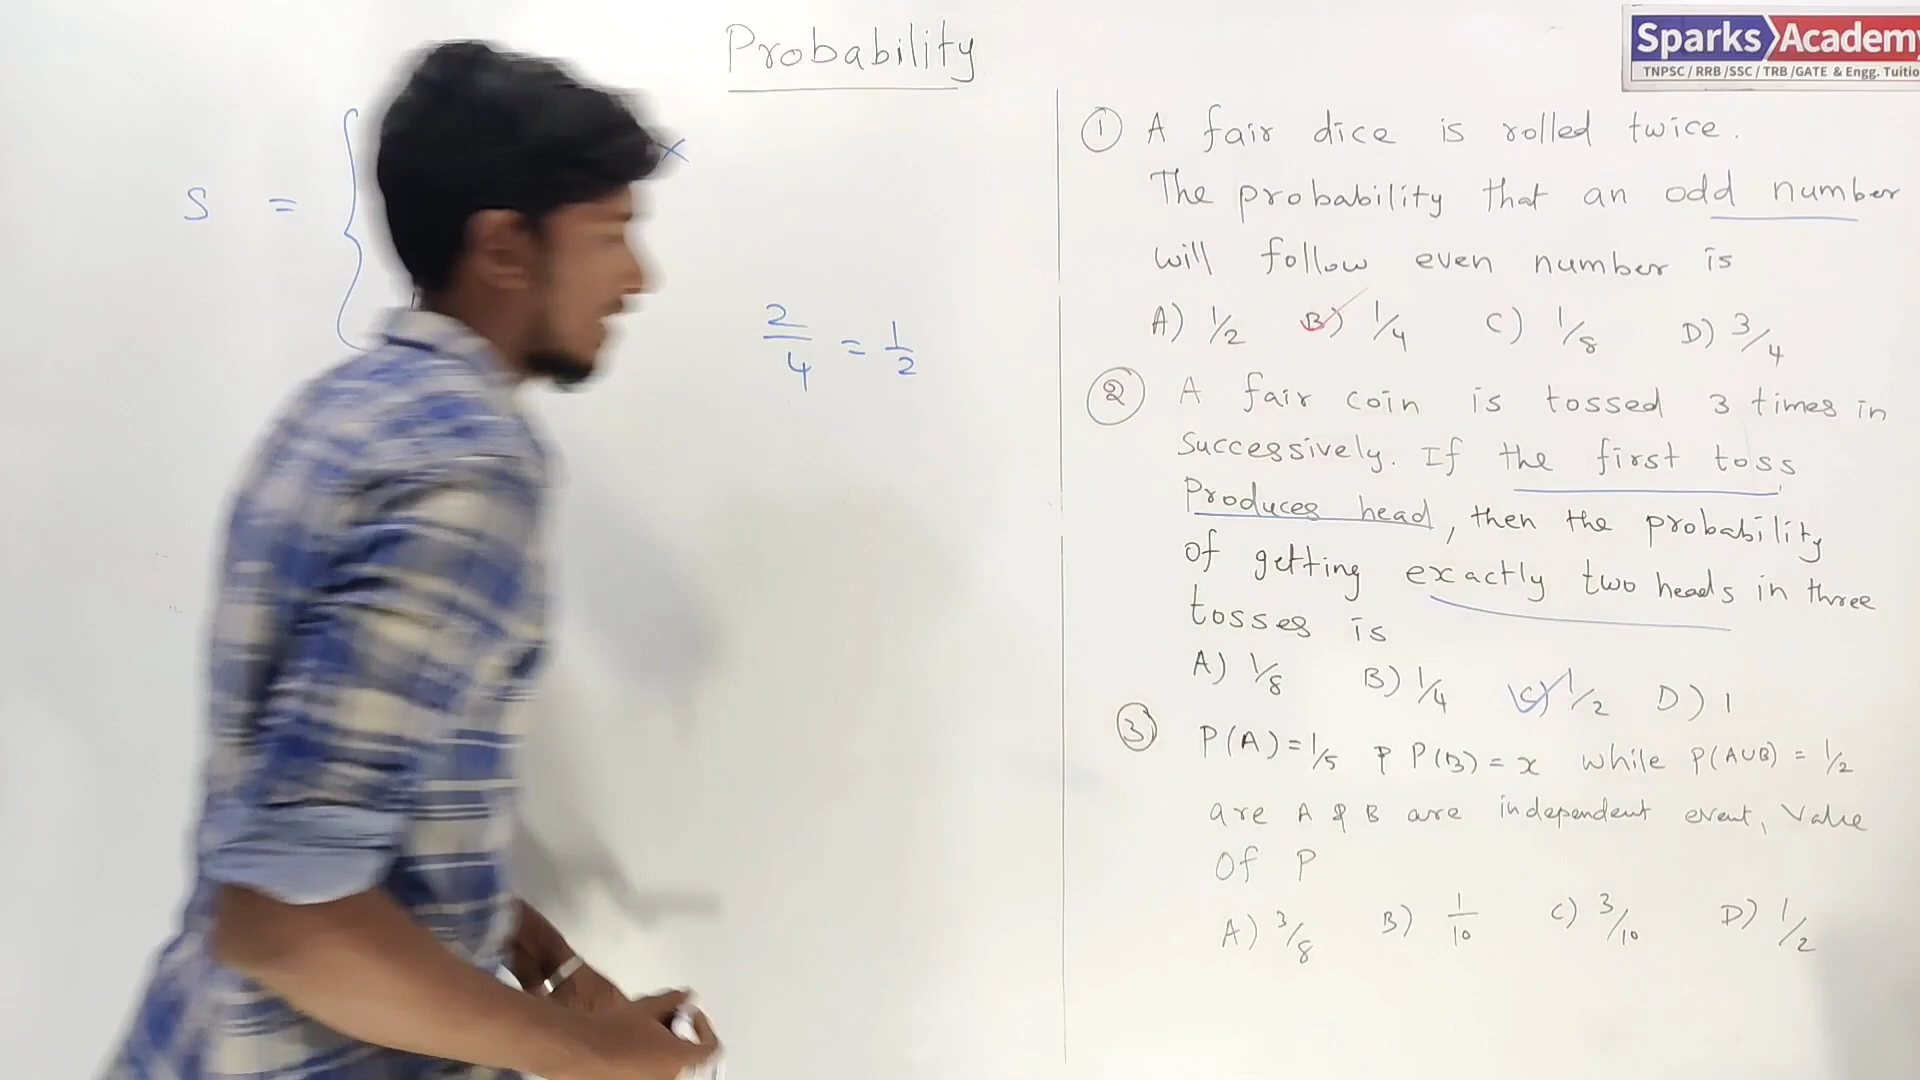 Probability
Sparks Academy
TNPSC / RRB / SSC / TRB / GATE & Engg. Tuitio
S = {
x
2/4 = 1/2
① A fair dice is rolled twice.
The probability that an odd number
will follow even number is
A) 1/2 B) 1/4 C) 1/8 D) 3/4
② A fair coin is tossed 3 times in
Successively. If the first toss
Produces head, then the probability
of getting exactly two heads in three
tosses is
A) 1/8 B) 1/4 C) 1/2 D) 1
③ P(A) = 1/5 & P(B) = x while P(AUB) = 1/2
are A & B are independent event, Value
Of P
A) 3/8 B) 1/10 C) 3/10 D) 1/2